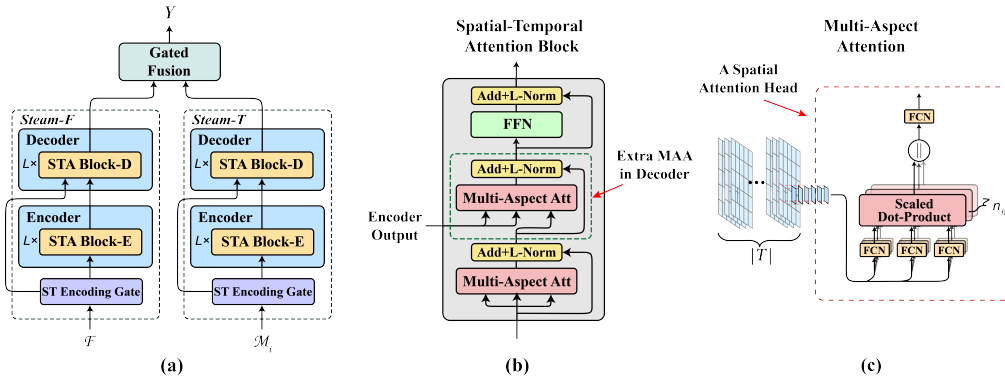 Y
Gated
Fusion
Steam-F
Decoder
L×
STA Block-D
Encoder
L×
STA Block-E
ST Encoding Gate
ℱ
Steam-T
Decoder
L×
STA Block-D
Encoder
L×
STA Block-E
ST Encoding Gate
ℳi
(a)
Spatial-Temporal
Attention Block
Add+L-Norm
FFN
Add+L-Norm
Multi-Aspect Att
Extra MAA
in Decoder
Encoder
Output
Add+L-Norm
Multi-Aspect Att
(b)
Multi-Aspect
Attention
A Spatial
Attention Head
FCN
||
...
Scaled
Dot-Product
FCN
FCN
FCN
|T|
(c)